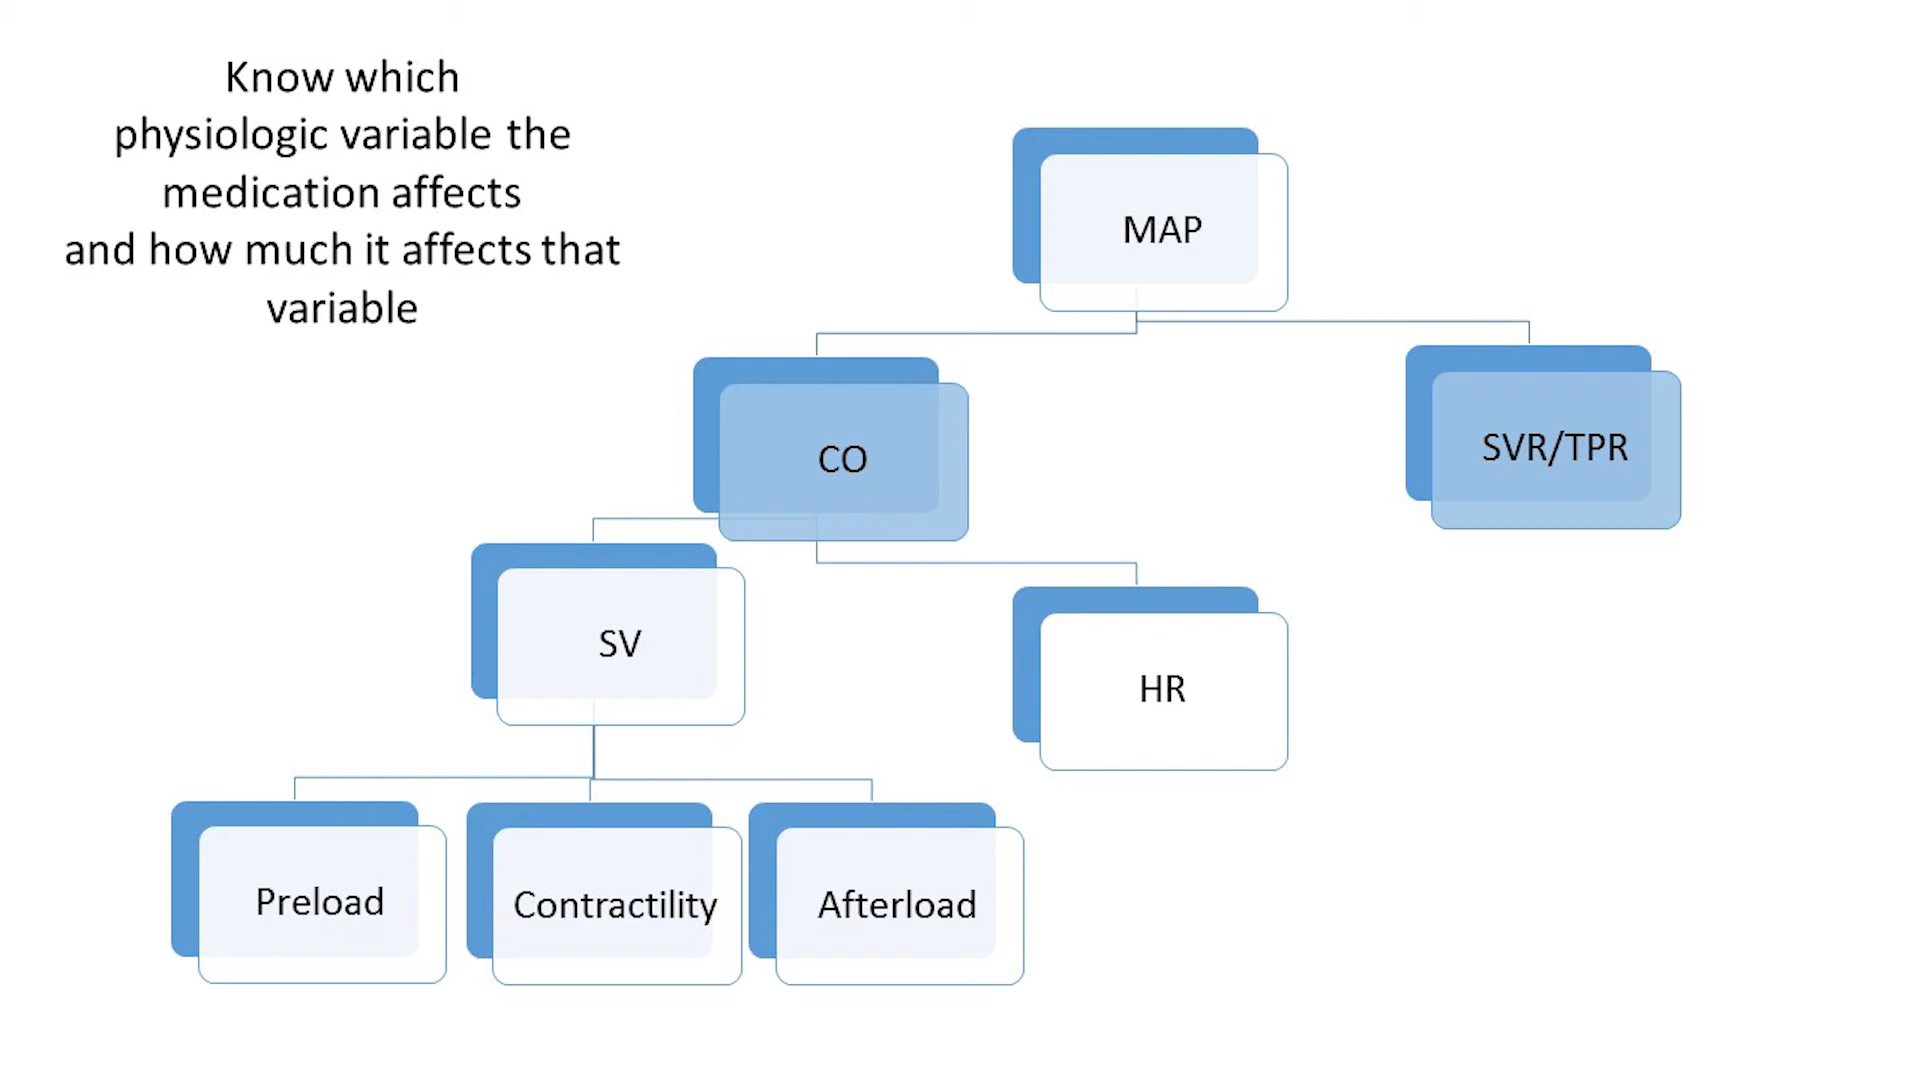 Know which
physiologic variable the
medication affects
and how much it affects that
variable
MAP
CO
SVR/TPR
SV
HR
Preload
Contractility
Afterload